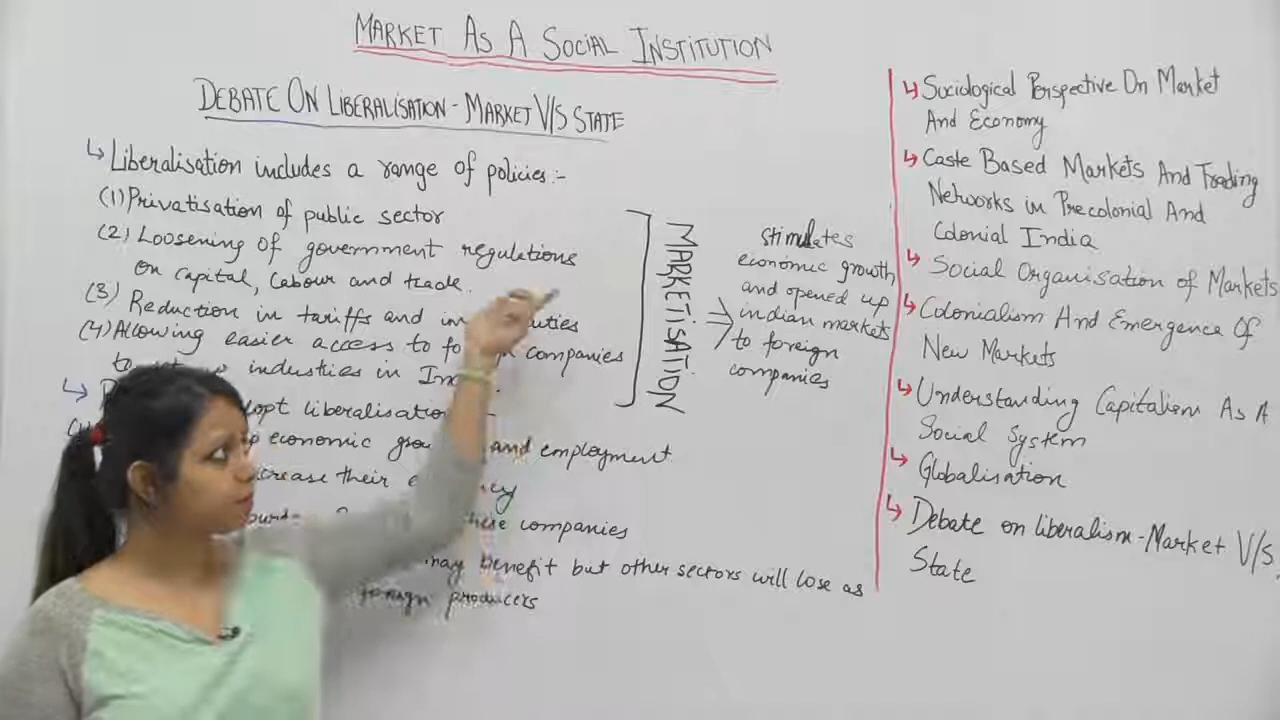 MARKET AS A SOCIAL INSTITUTION
DEBATE ON LIBERALISATION - MARKET V/S STATE
↳ Liberalisation includes a range of policies:-
(1) Privatisation of public sector
(2) Loosening of government regulations
on capital, labour and trade.
(3) Reduction in tariffs and
(4) Allowing easier access to companies
industries in
liberalisation
economic and employment
their
companies
may benefit but other sectors will lose as
foreign producers
MARKETISATION
stimulates
economic growth
and opened up
indian markets
to foreign
companies
↳ Sociological Perspective On Market
And Economy
↳ Caste Based Markets And Trading
Networks in Precolonial And
Colonial India
↳ Social Organisation of Markets
↳ Colonialism And Emergence Of
New Markets
↳ Understanding Capitalism As A
Social System
↳ Globalisation
↳ Debate on liberalism - Market V/s.
State